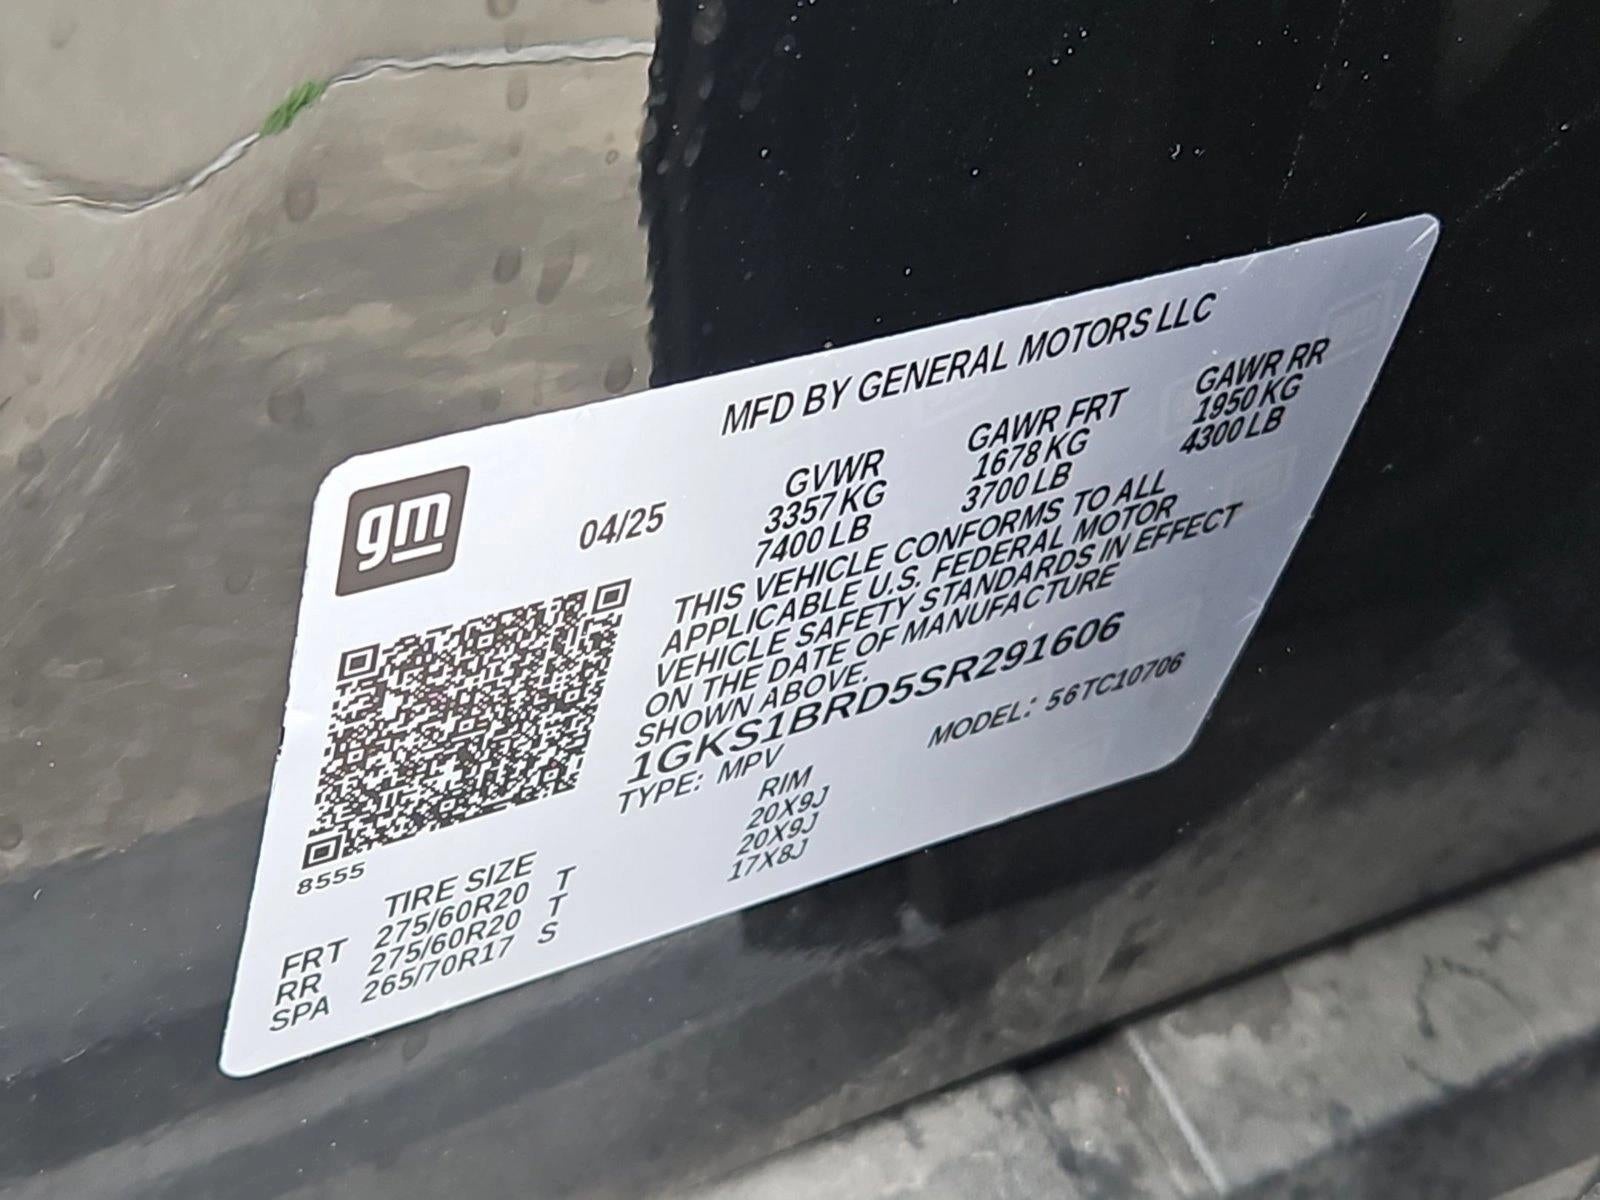 MFD BY GENERAL MOTORS LLC
gm
04/25
GVWR GAWR FRT GAWR RR
3357 KG 1678 KG 1950 KG
7400 LB 3700 LB 4300 LB
THIS VEHICLE CONFORMS TO ALL
APPLICABLE U.S. FEDERAL MOTOR
VEHICLE SAFETY STANDARDS IN EFFECT
ON THE DATE OF MANUFACTURE
SHOWN ABOVE.
1GKS1BRD5SR291606
TYPE: MPV MODEL: 56TC10706
8555
TIRE SIZE RIM
FRT 275/60R20 T 20X9J
RR 275/60R20 T 20X9J
SPA 265/70R17 S 17X8J